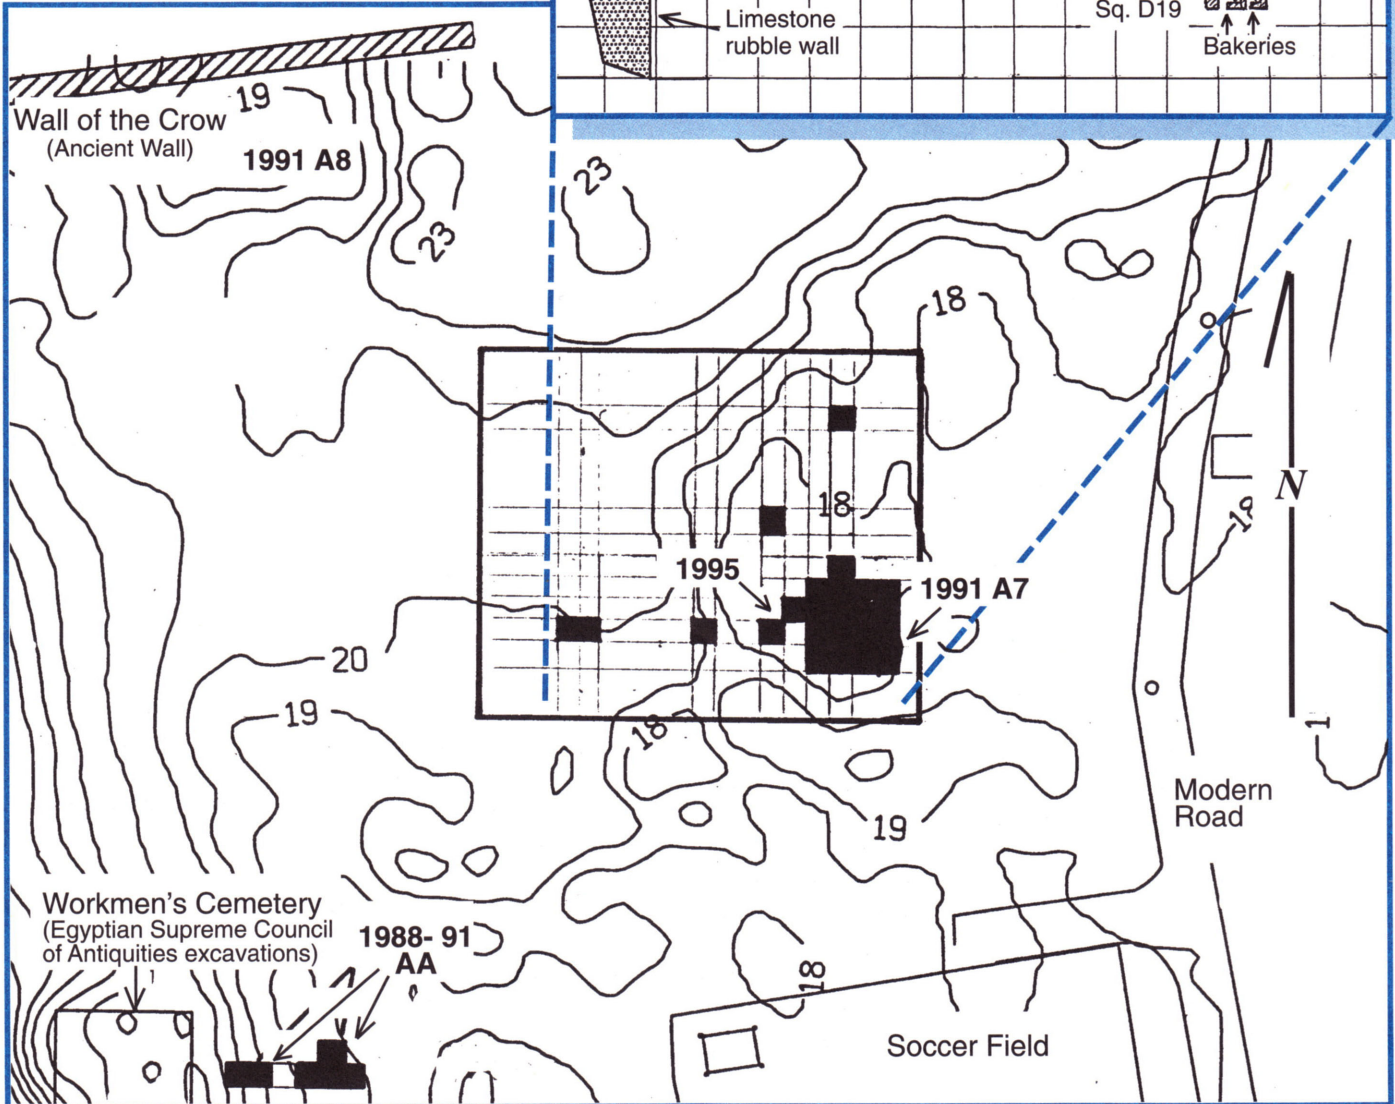 Limestone
rubble wall
Sq. D19
Bakeries
19
Wall of the Crow
(Ancient Wall)
1991 A8
23
23
18
18
1995
1991 A7
N
20
19
18
19
Modern
Road
Workmen's Cemetery
(Egyptian Supreme Council
of Antiquities excavations)
1988- 91
AA
18
Soccer Field